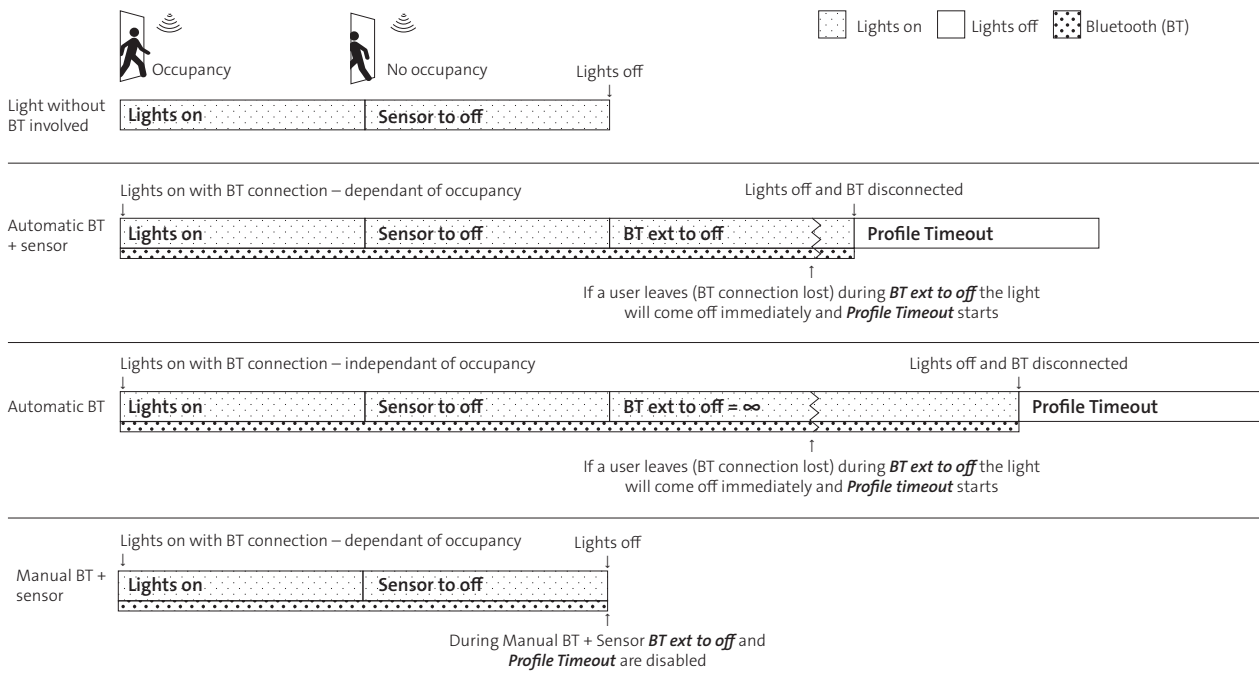 Lights on
Lights off
Bluetooth (BT)
Occupancy
No occupancy
Lights off
Light without
BT involved
Lights on
Sensor to off
Lights on with BT connection – dependant of occupancy
Lights off and BT disconnected
Automatic BT
+ sensor
Lights on
Sensor to off
BT ext to off
Profile Timeout
If a user leaves (BT connection lost) during BT ext to off the light
will come off immediately and Profile Timeout starts
Lights on with BT connection – independant of occupancy
Lights off and BT disconnected
Automatic BT
Lights on
Sensor to off
BT ext to off = ∞
Profile Timeout
If a user leaves (BT connection lost) during BT ext to off the light
will come off immediately and Profile timeout starts
Lights on with BT connection – dependant of occupancy
Lights off
Manual BT +
sensor
Lights on
Sensor to off
During Manual BT + Sensor BT ext to off and
Profile Timeout are disabled